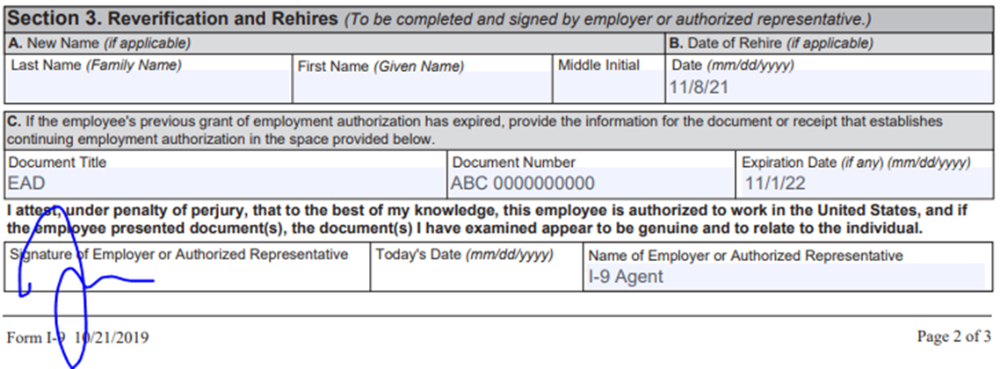 Section 3. Reverification and Rehires (To be completed and signed by employer or authorized representative.)
A. New Name (if applicable)
B. Date of Rehire (if applicable)
Last Name (Family Name)
First Name (Given Name)
Middle Initial
Date (mm/dd/yyyy)
11/8/21
C. If the employee's previous grant of employment authorization has expired, provide the information for the document or receipt that establishes
continuing employment authorization in the space provided below.
Document Title
Document Number
Expiration Date (if any) (mm/dd/yyyy)
EAD
ABC 0000000000
11/1/22
I attest, under penalty of perjury, that to the best of my knowledge, this employee is authorized to work in the United States, and if
the employee presented document(s), the document(s) I have examined appear to be genuine and to relate to the individual.
Signature of Employer or Authorized Representative
Today's Date (mm/dd/yyyy)
Name of Employer or Authorized Representative
I-9 Agent
Form I-9 10/21/2019
Page 2 of 3